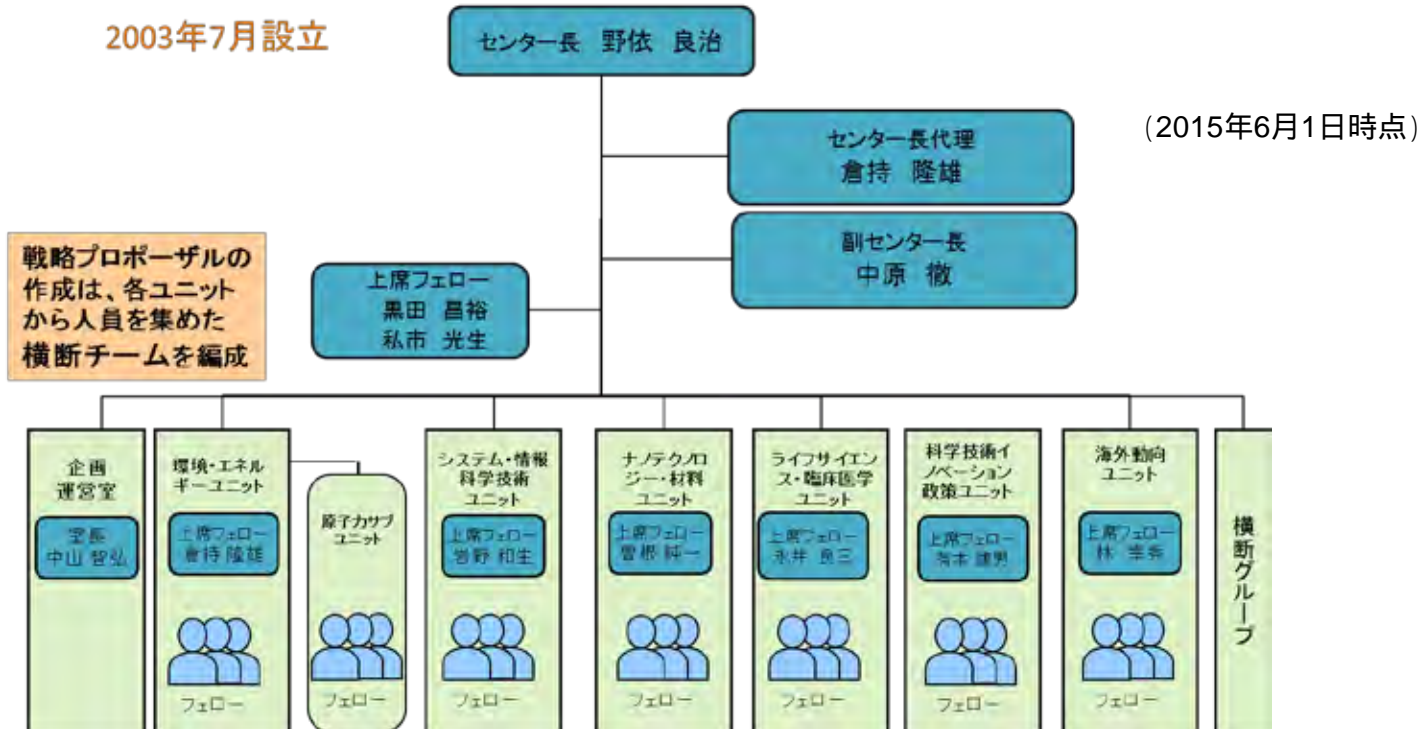 2003年7月設立
センター長 野依 良治
(2015年6月1日時点)
センター長代理
倉持 隆雄
副センター長
中原 徹
戦略プロポーザルの
作成は、各ユニット
から人員を集めた
横断チームを編成
上席フェロー
黒田 昌裕
私市 光生
企画
運営室
室長
中山 智弘
環境・エネル
ギーユニット
上席フェロー
倉持 隆雄
フェロー
原子力サブ
ユニット
フェロー
システム・情報
科学技術
ユニット
上席フェロー
岩野 和生
フェロー
ナノテクノロ
ジー・材料
ユニット
上席フェロー
曽根 純一
フェロー
ライフサイエン
ス・臨床医学
ユニット
上席フェロー
永井 良三
フェロー
科学技術イ
ノベーション
政策ユニット
上席フェロー
有本 建男
フェロー
海外動向
ユニット
上席フェロー
林 幸秀
フェロー
横断グループ